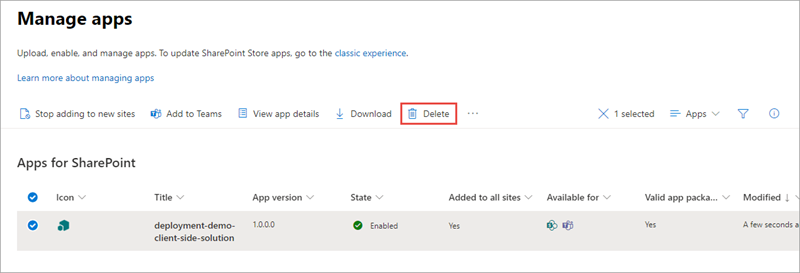 Manage apps
Upload, enable, and manage apps. To update SharePoint Store apps, go to the classic experience.
Learn more about managing apps
Stop adding to new sites Add to Teams View app details Download Delete ... 1 selected Apps
Apps for SharePoint
Icon Title App version State Added to all sites Available for Valid app packa... Modified
deployment-demo-
client-side-solution 1.0.0.0 Enabled Yes Yes A few seconds a